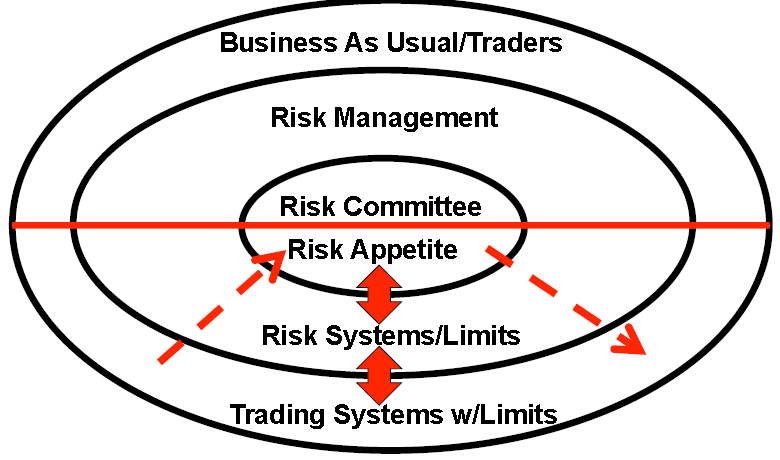 Business As Usual/Traders
Risk Management
Risk Committee
Risk Appetite
Risk Systems/Limits
Trading Systems w/Limits